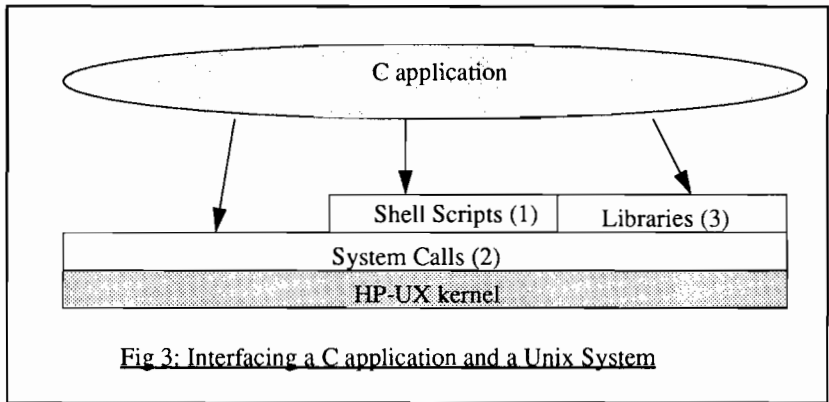 C application
Shell Scripts (1)
Libraries (3)
System Calls (2)
HP-UX kernel
Fig 3: Interfacing a C application and a Unix System